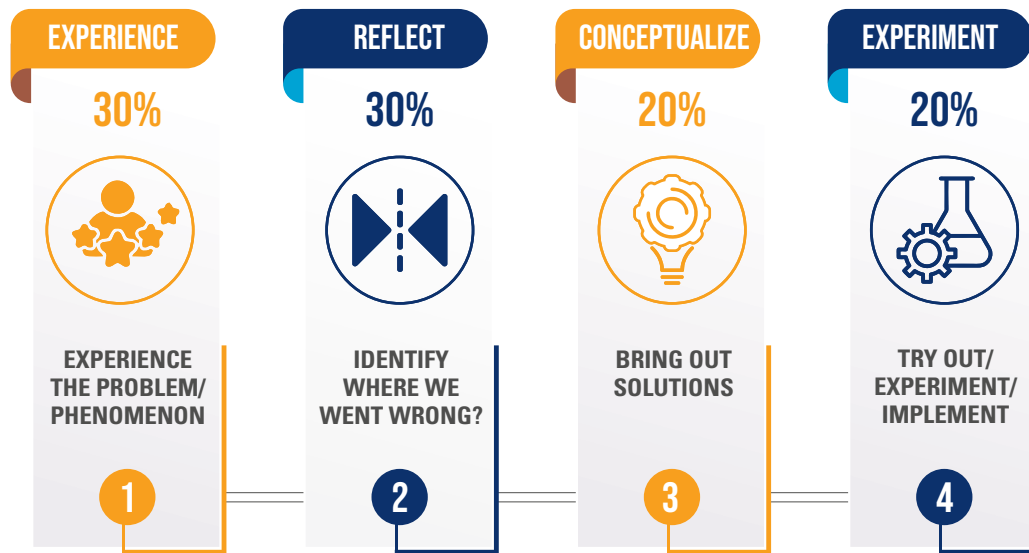 EXPERIENCE
30%
EXPERIENCE
THE PROBLEM/
PHENOMENON
1
REFLECT
30%
IDENTIFY
WHERE WE
WENT WRONG?
2
CONCEPTUALIZE
20%
BRING OUT
SOLUTIONS
3
EXPERIMENT
20%
TRY OUT/
EXPERIMENT/
IMPLEMENT
4